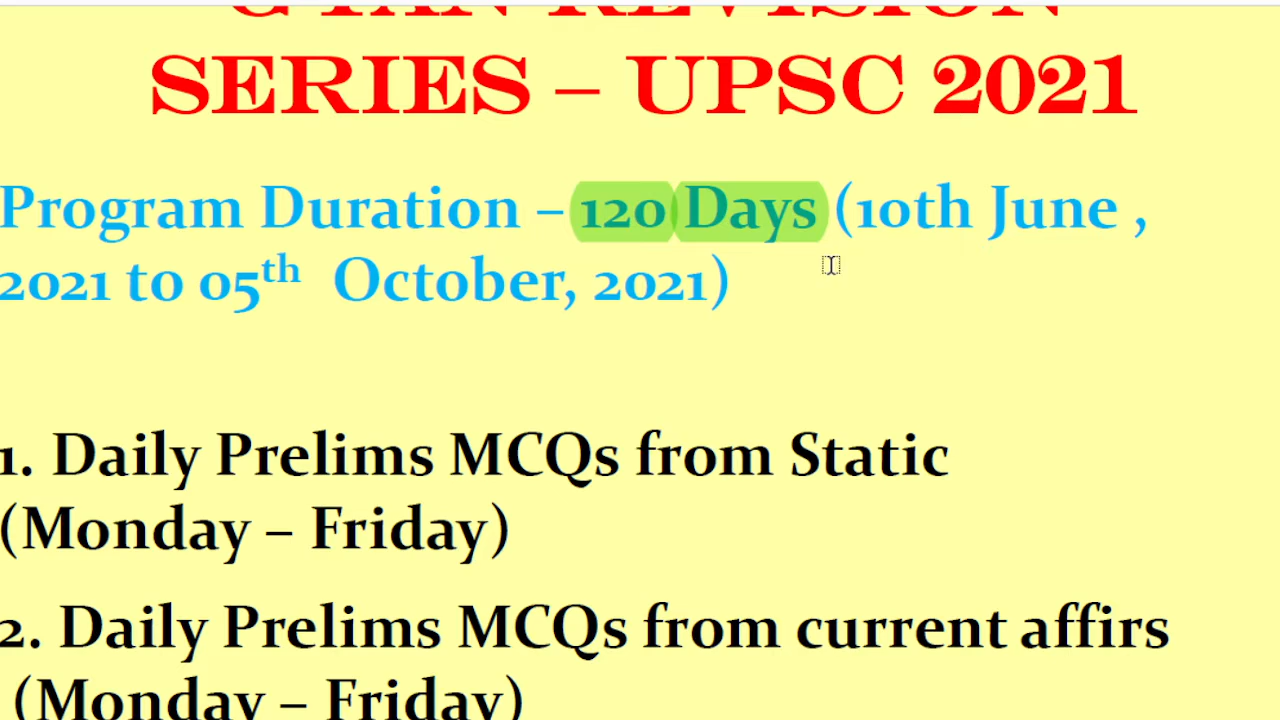 REVISION
SERIES – UPSC 2021
Program Duration – 120 Days (10th June ,
2021 to 05th October, 2021)
1. Daily Prelims MCQs from Static
(Monday – Friday)
2. Daily Prelims MCQs from current affirs
(Monday – Friday)